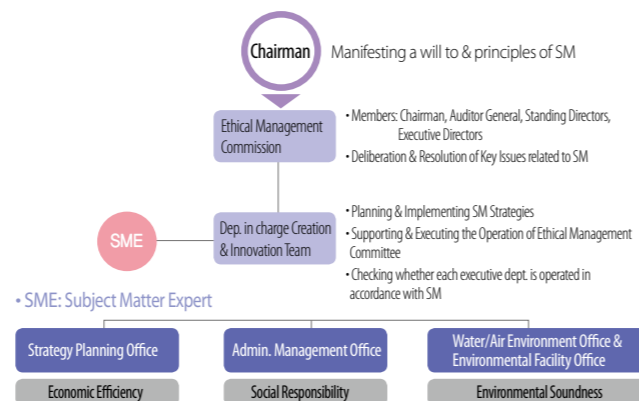 Chairman
Manifesting a will to & principles of SM
Ethical Management
Commission
• Members: Chairman, Auditor General, Standing Directors,
Executive Directors
• Deliberation & Resolution of Key Issues related to SM
SME
Dep. in charge Creation
& Innovation Team
• Planning & Implementing SM Strategies
• Supporting & Executing the Operation of Ethical Management
Committee
• Checking whether each executive dept. is operated in
accordance with SM
• SME: Subject Matter Expert
Strategy Planning Office
Admin. Management Office
Water/Air Environment Office &
Environmental Facility Office
Economic Efficiency
Social Responsibility
Environmental Soundness